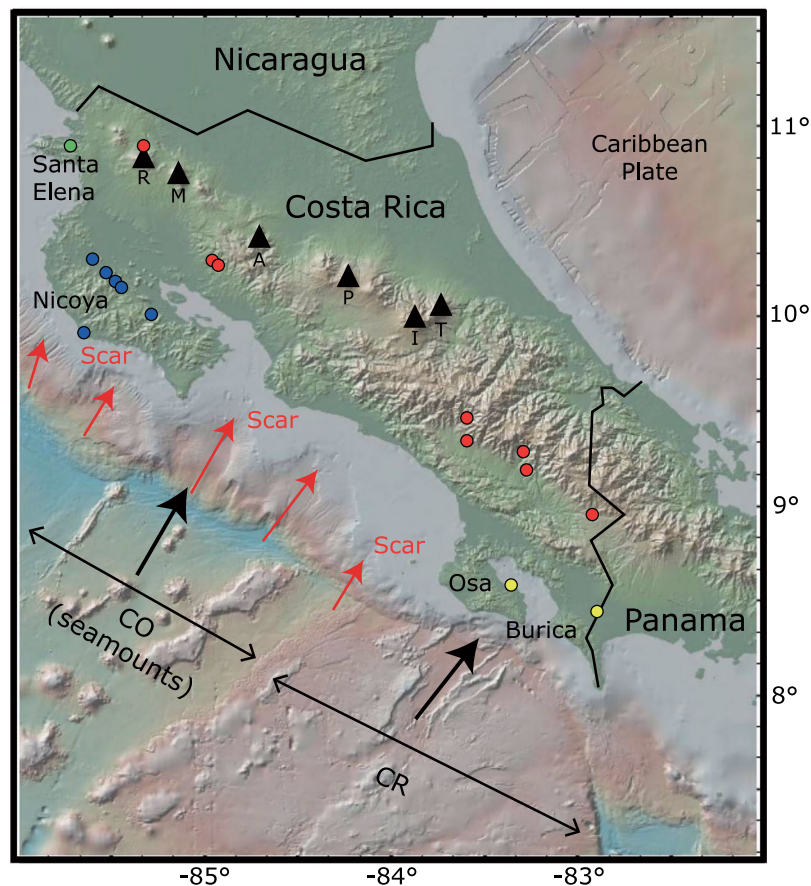 Nicaragua
11°
Caribbean
Plate
Santa
Elena
R
M
Costa Rica
A
P
Nicoya
I
T
10°
Scar
Scar
9°
Scar
Osa
CO
(seamounts)
Burica
Panama
8°
CR
-85°
-84°
-83°